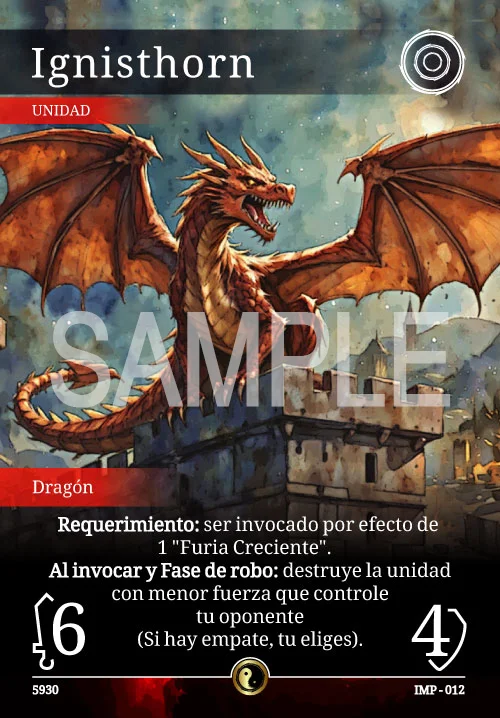 Ignisthorn
UNIDAD
SAMPLE
Dragón
Requerimiento: ser invocado por efecto de
1 "Furia Creciente".
Al invocar y Fase de robo: destruye la unidad
con menor fuerza que controle
tu oponente
(Si hay empate, tu eliges).
6
4
5930
IMP - 012